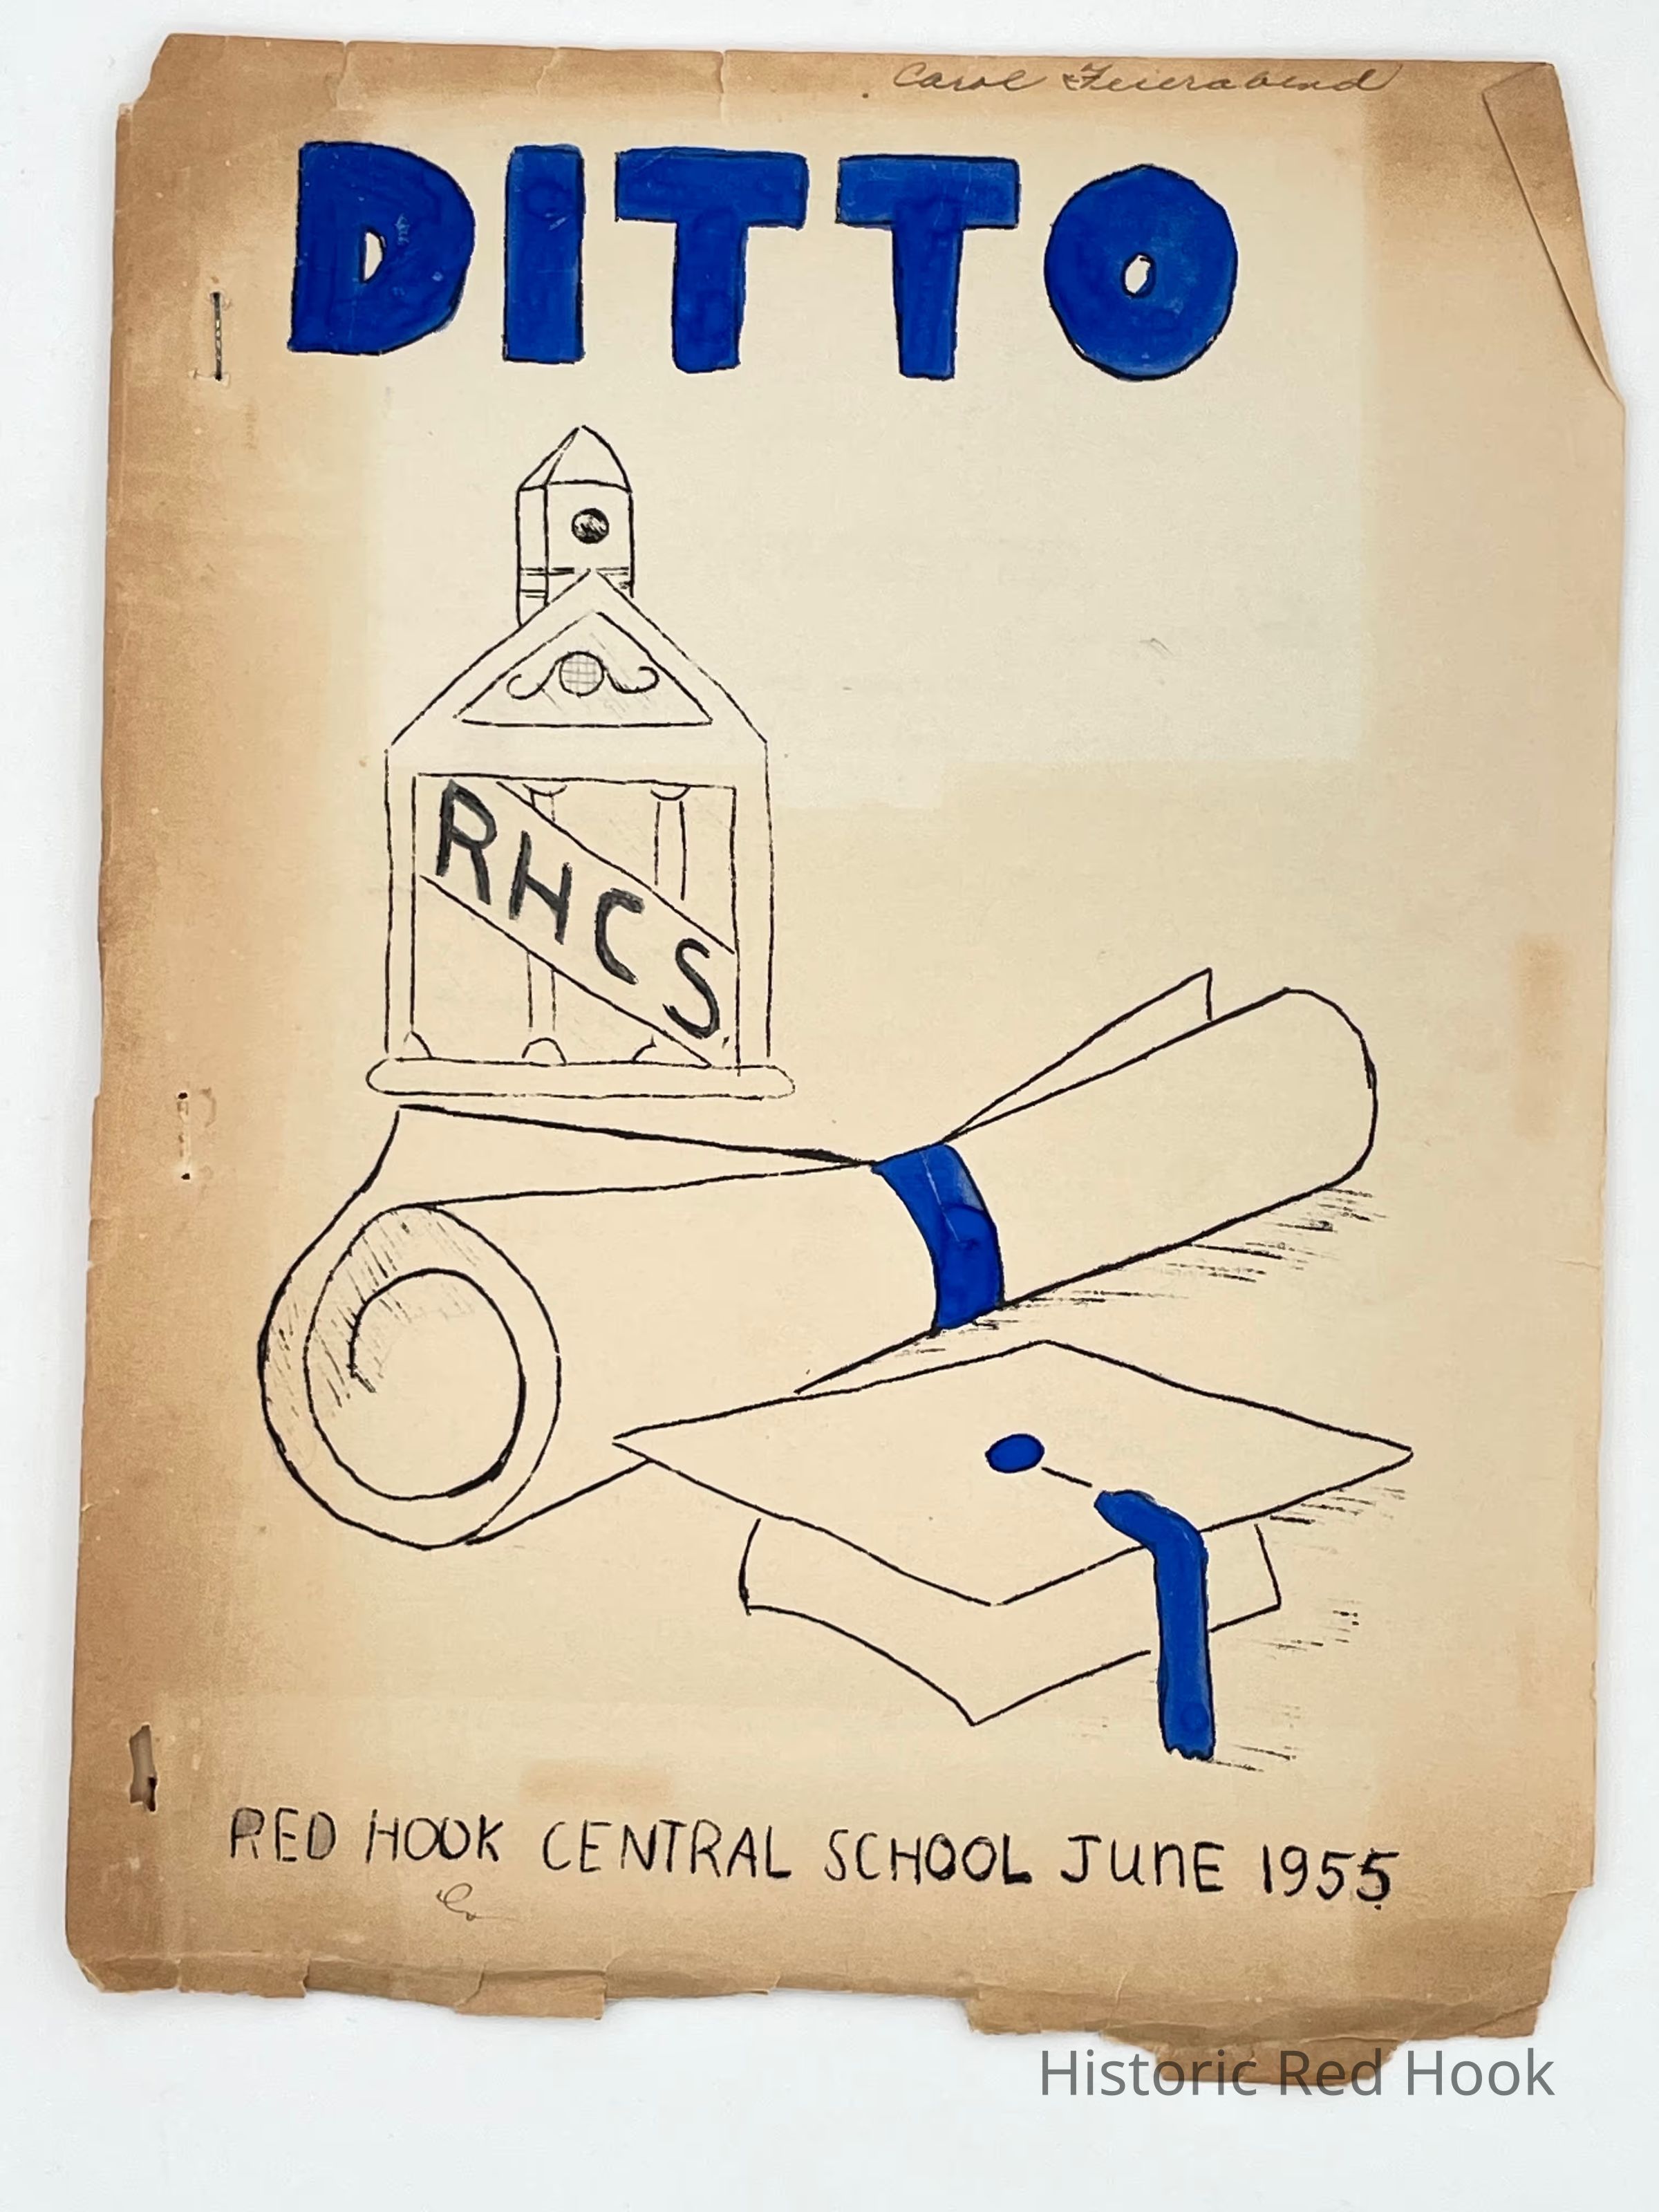 Carol Feierabend
DITTO
RHCS
RED HOOK CENTRAL SCHOOL JUNE 1955
Historic Red Hook